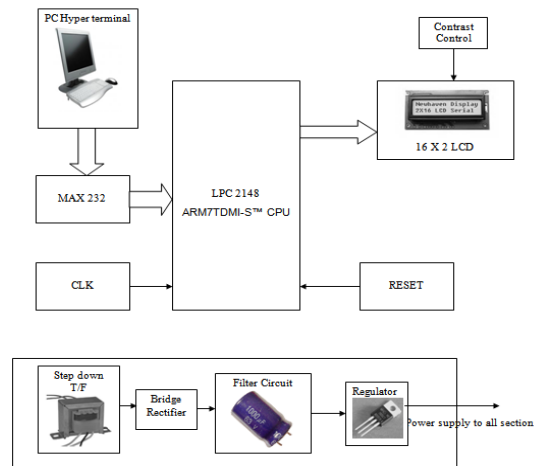 PC Hyper terminal
Contrast
Control
Newhaven Display
2X16 LCD Serial
16 X 2 LCD
LPC 2148
ARM7TDMI-S™ CPU
MAX 232
CLK
RESET
Step down
T/F
Bridge
Rectifier
Filter Circuit
Regulator
Power supply to all section